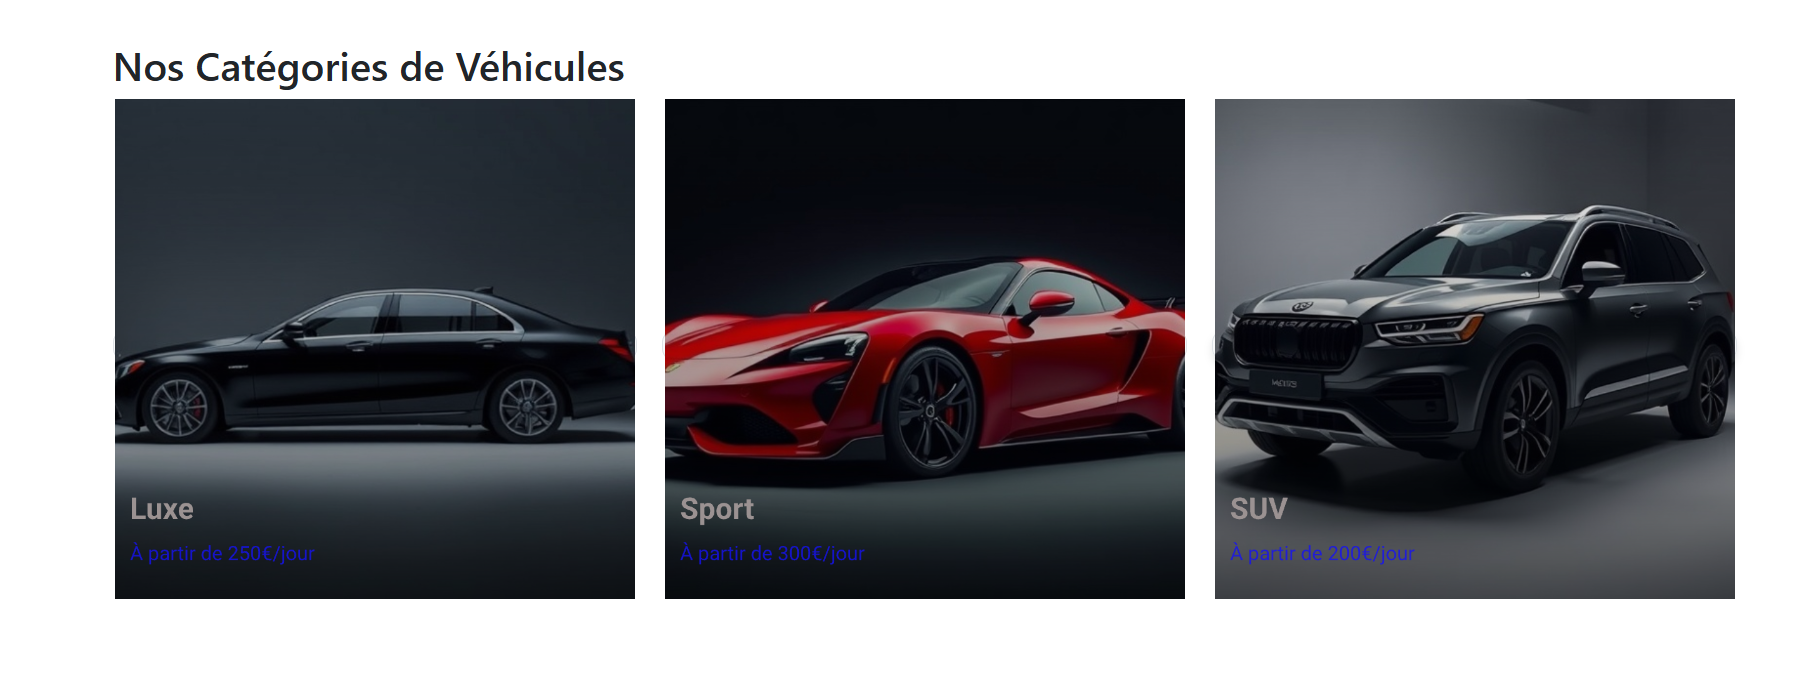 Nos Catégories de Véhicules
Luxe
À partir de 250€/jour
Sport
À partir de 300€/jour
SUV
À partir de 200€/jour